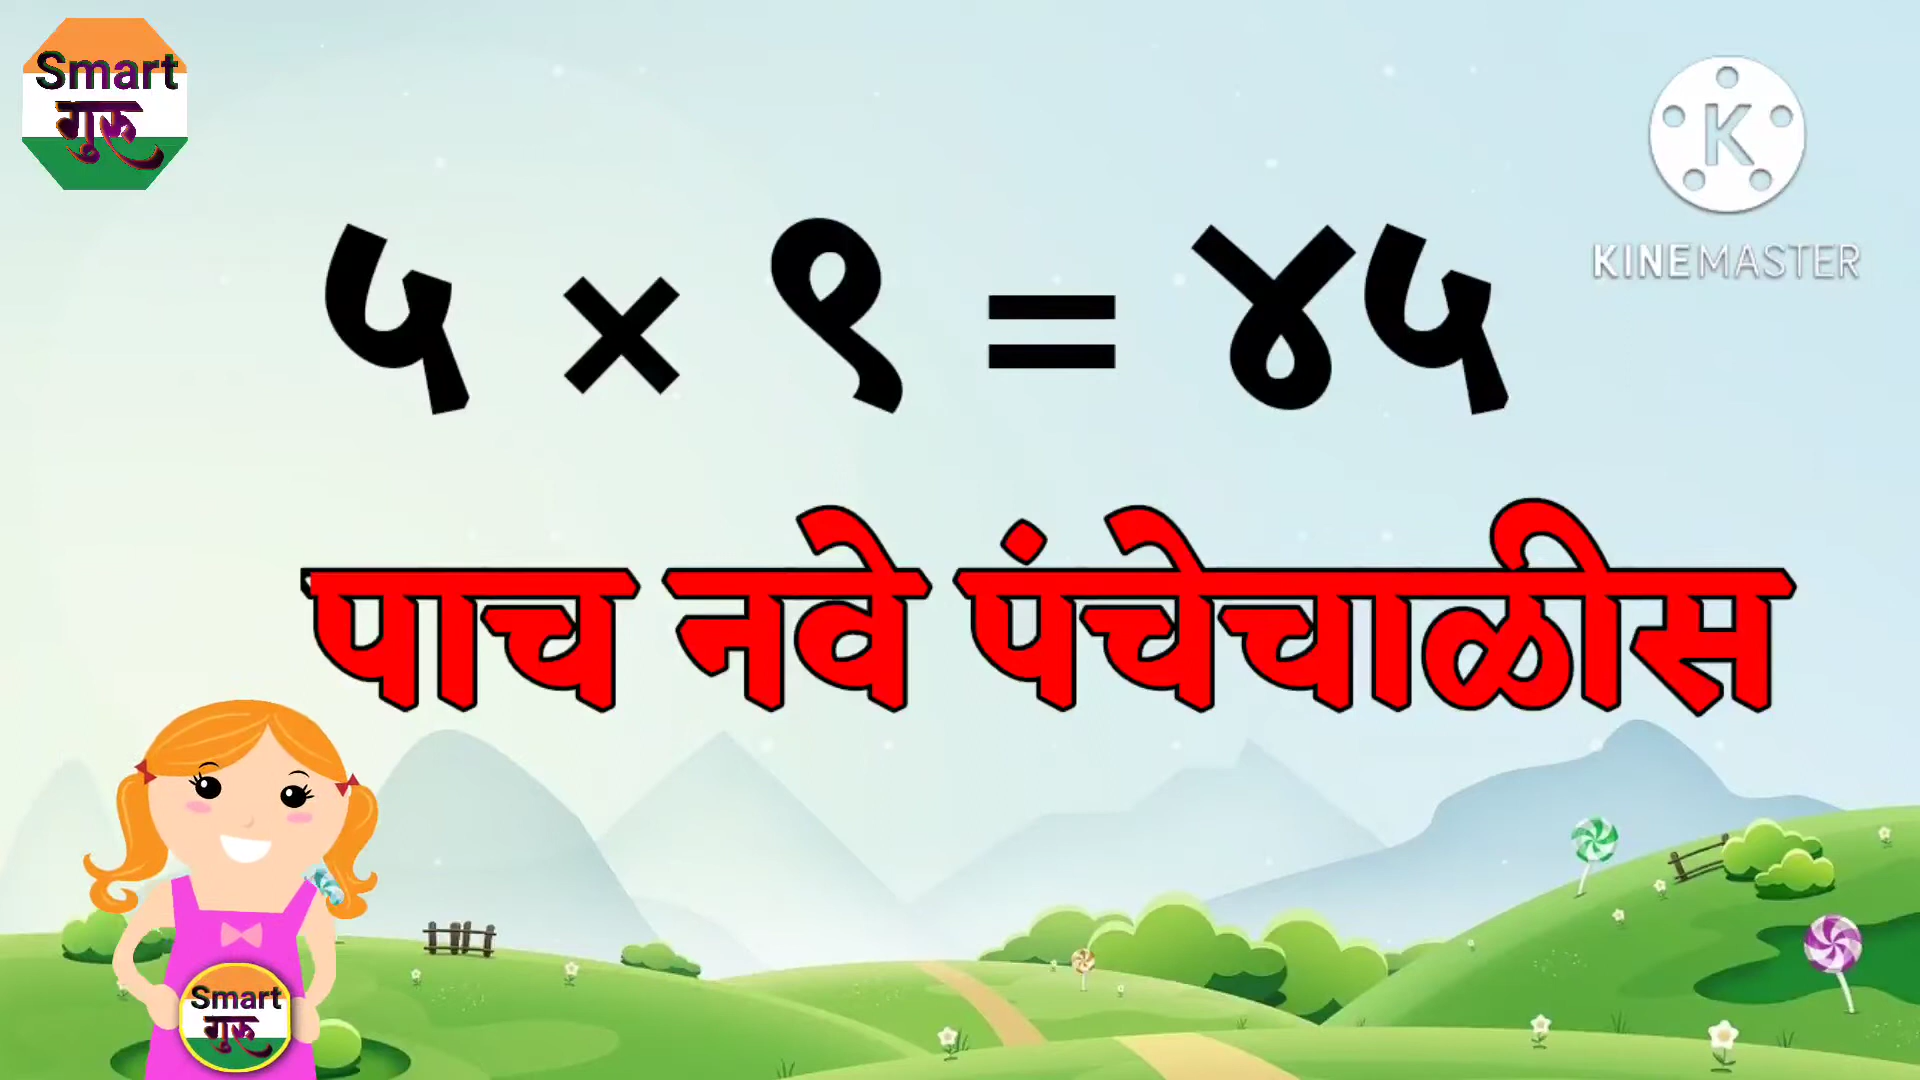 Smart
गुरू
K
KINEMASTER
५ × ९ = ४५
पाच नवे पंचेचाळीस
Smart
गुरू